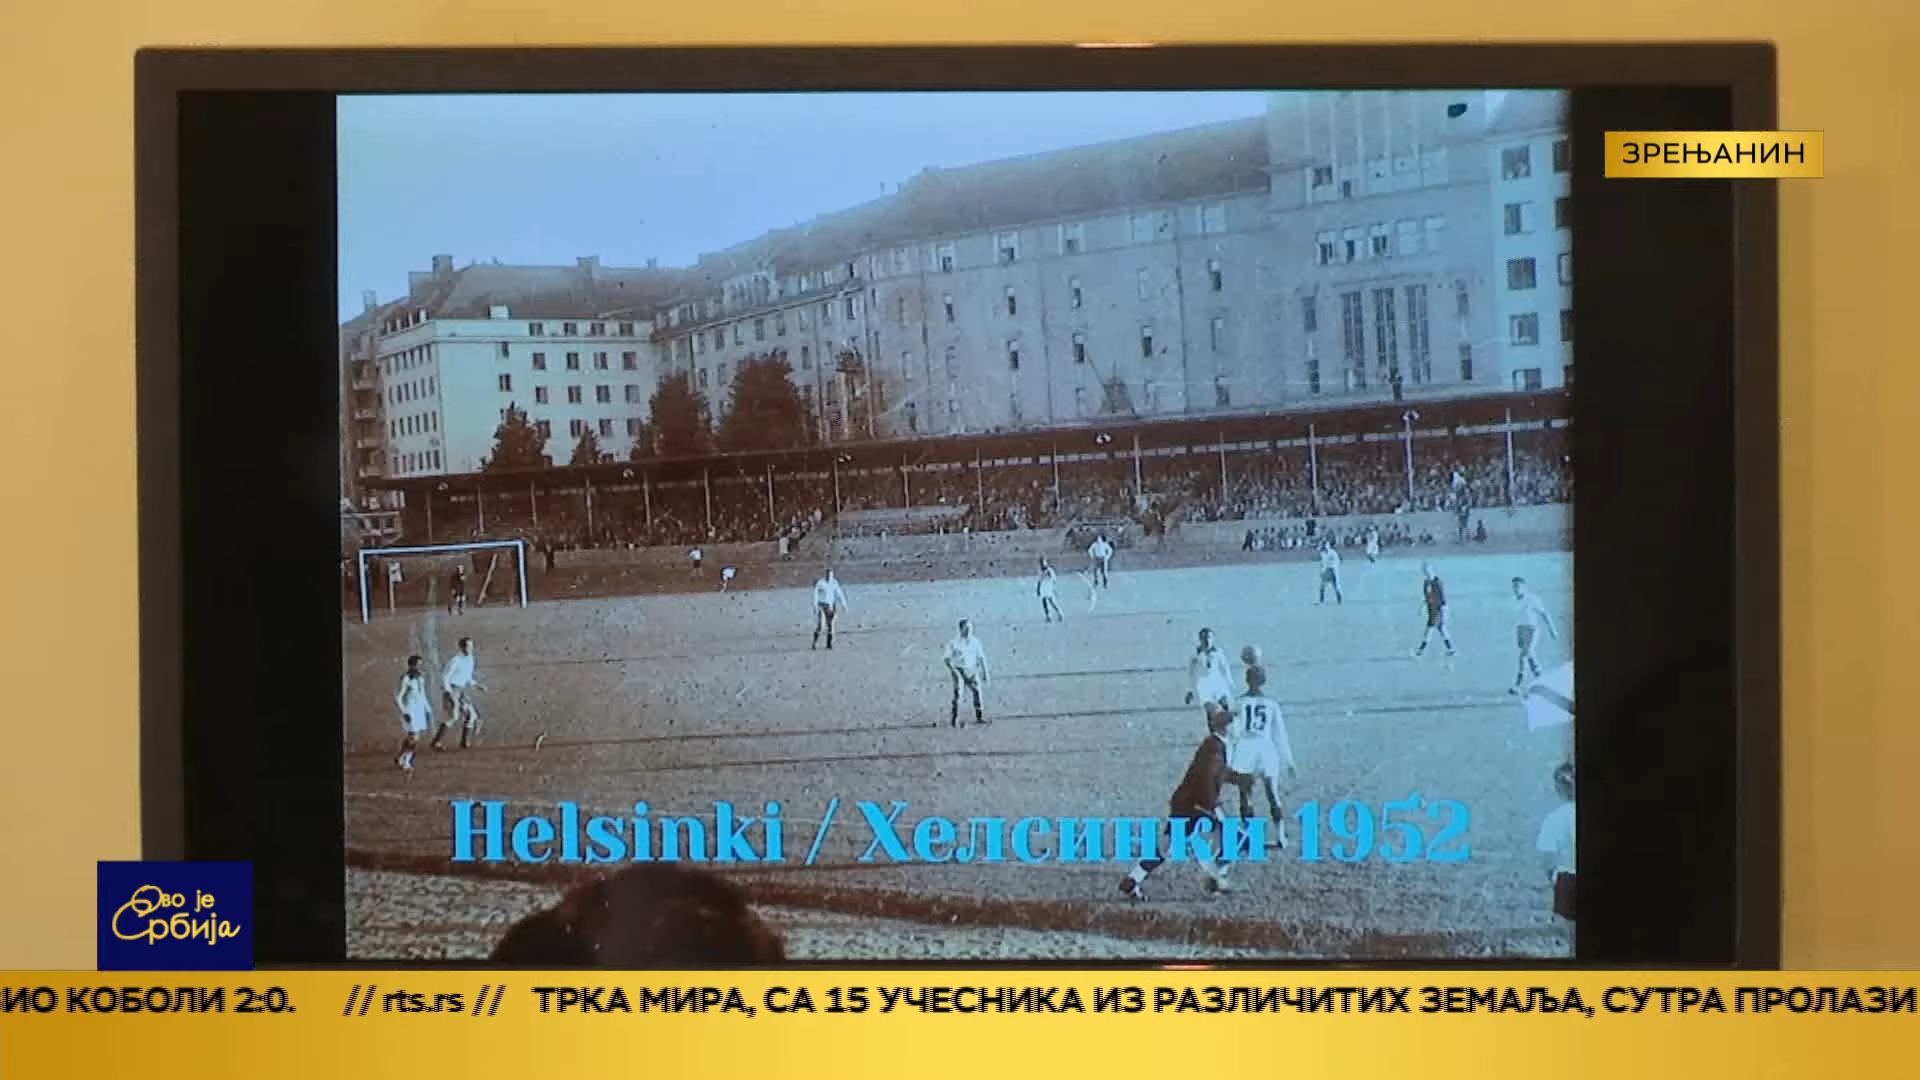 ЗРЕЊАНИН
15
Helsinki / Хелсинки 1952
Ово је
Србија
ИО КОБОЛИ 2:0. // rts.rs // ТРКА МИРА, СА 15 УЧЕСНИКА ИЗ РАЗЛИЧИТИХ ЗЕМАЉА, СУТРА ПРОЛАЗИ